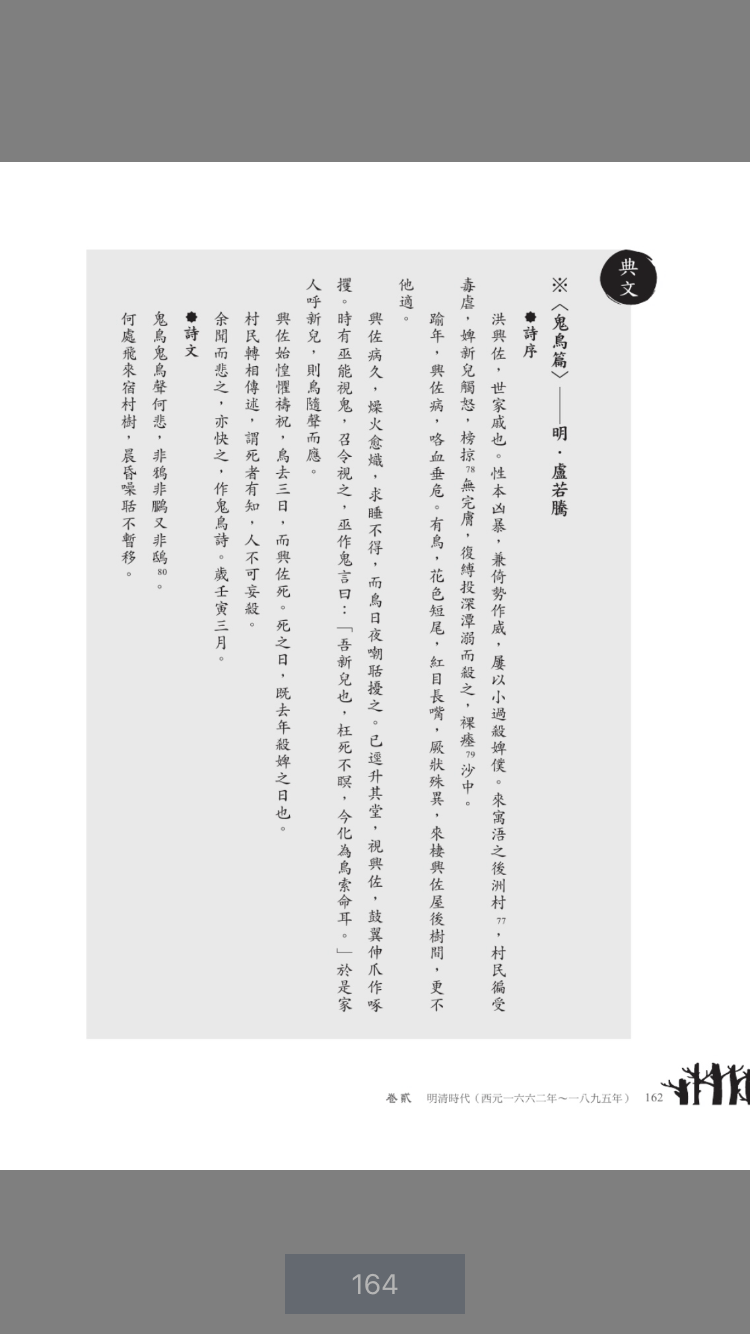 典文
※〈鬼鳥篇〉——明・盧若騰
●詩序
洪興佐，世家戚也。性本凶暴，兼倚勢作威，屢以小過殺婢僕。來寓浯之後洲村77，村民徧受
毒虐，婢新兒觸怒，榜掠78無完膚，復縛投深潭溺而殺之，裸瘞79沙中。
踰年，興佐病，咯血垂危。有鳥，花色短尾，紅目長嘴，厥狀殊異，來棲興佐屋後樹間，更不
他適。
興佐病久，燥火愈熾，求睡不得，而鳥日夜嘲聒擾之。已逕升其堂，視興佐，鼓翼伸爪作啄
攫。時有巫能視鬼，召令視之，巫作鬼言曰：「吾新兒也，枉死不瞑，今化為鳥索命耳。」於是家
人呼新兒，則鳥隨聲而應。
興佐始惶懼禱祝，鳥去三日，而興佐死。死之日，既去年殺婢之日也。
村民轉相傳述，謂死者有知，人不可妄殺。
余聞而悲之，亦快之，作鬼鳥詩。歲壬寅三月。
●詩文
鬼鳥鬼鳥聲何悲，非鴉非鵬又非鴟80。
何處飛來宿村樹，晨昏噪聒不暫移。
卷貳 明清時代（西元一六六二年～一八九五年） 162
164